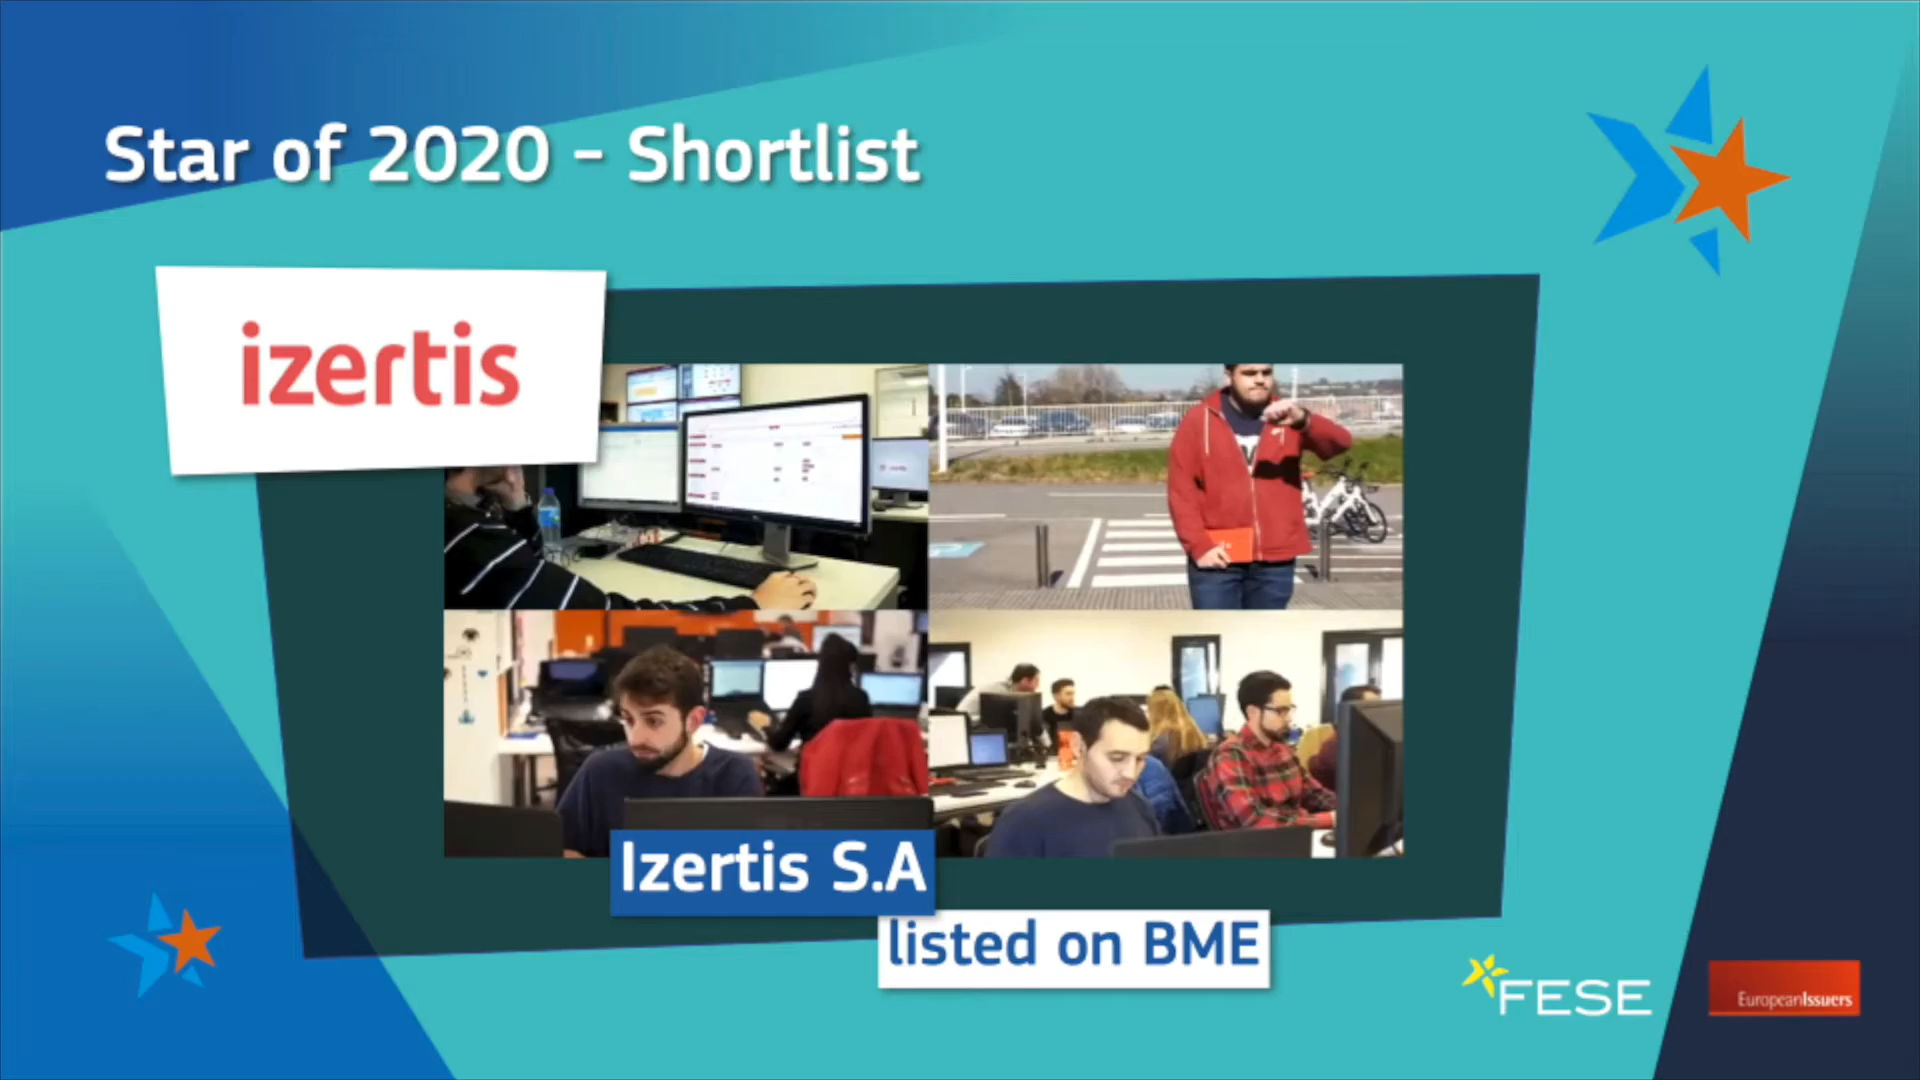 Star of 2020 - Shortlist
izertis
Izertis S.A
listed on BME
FESE
EuropeanIssuers